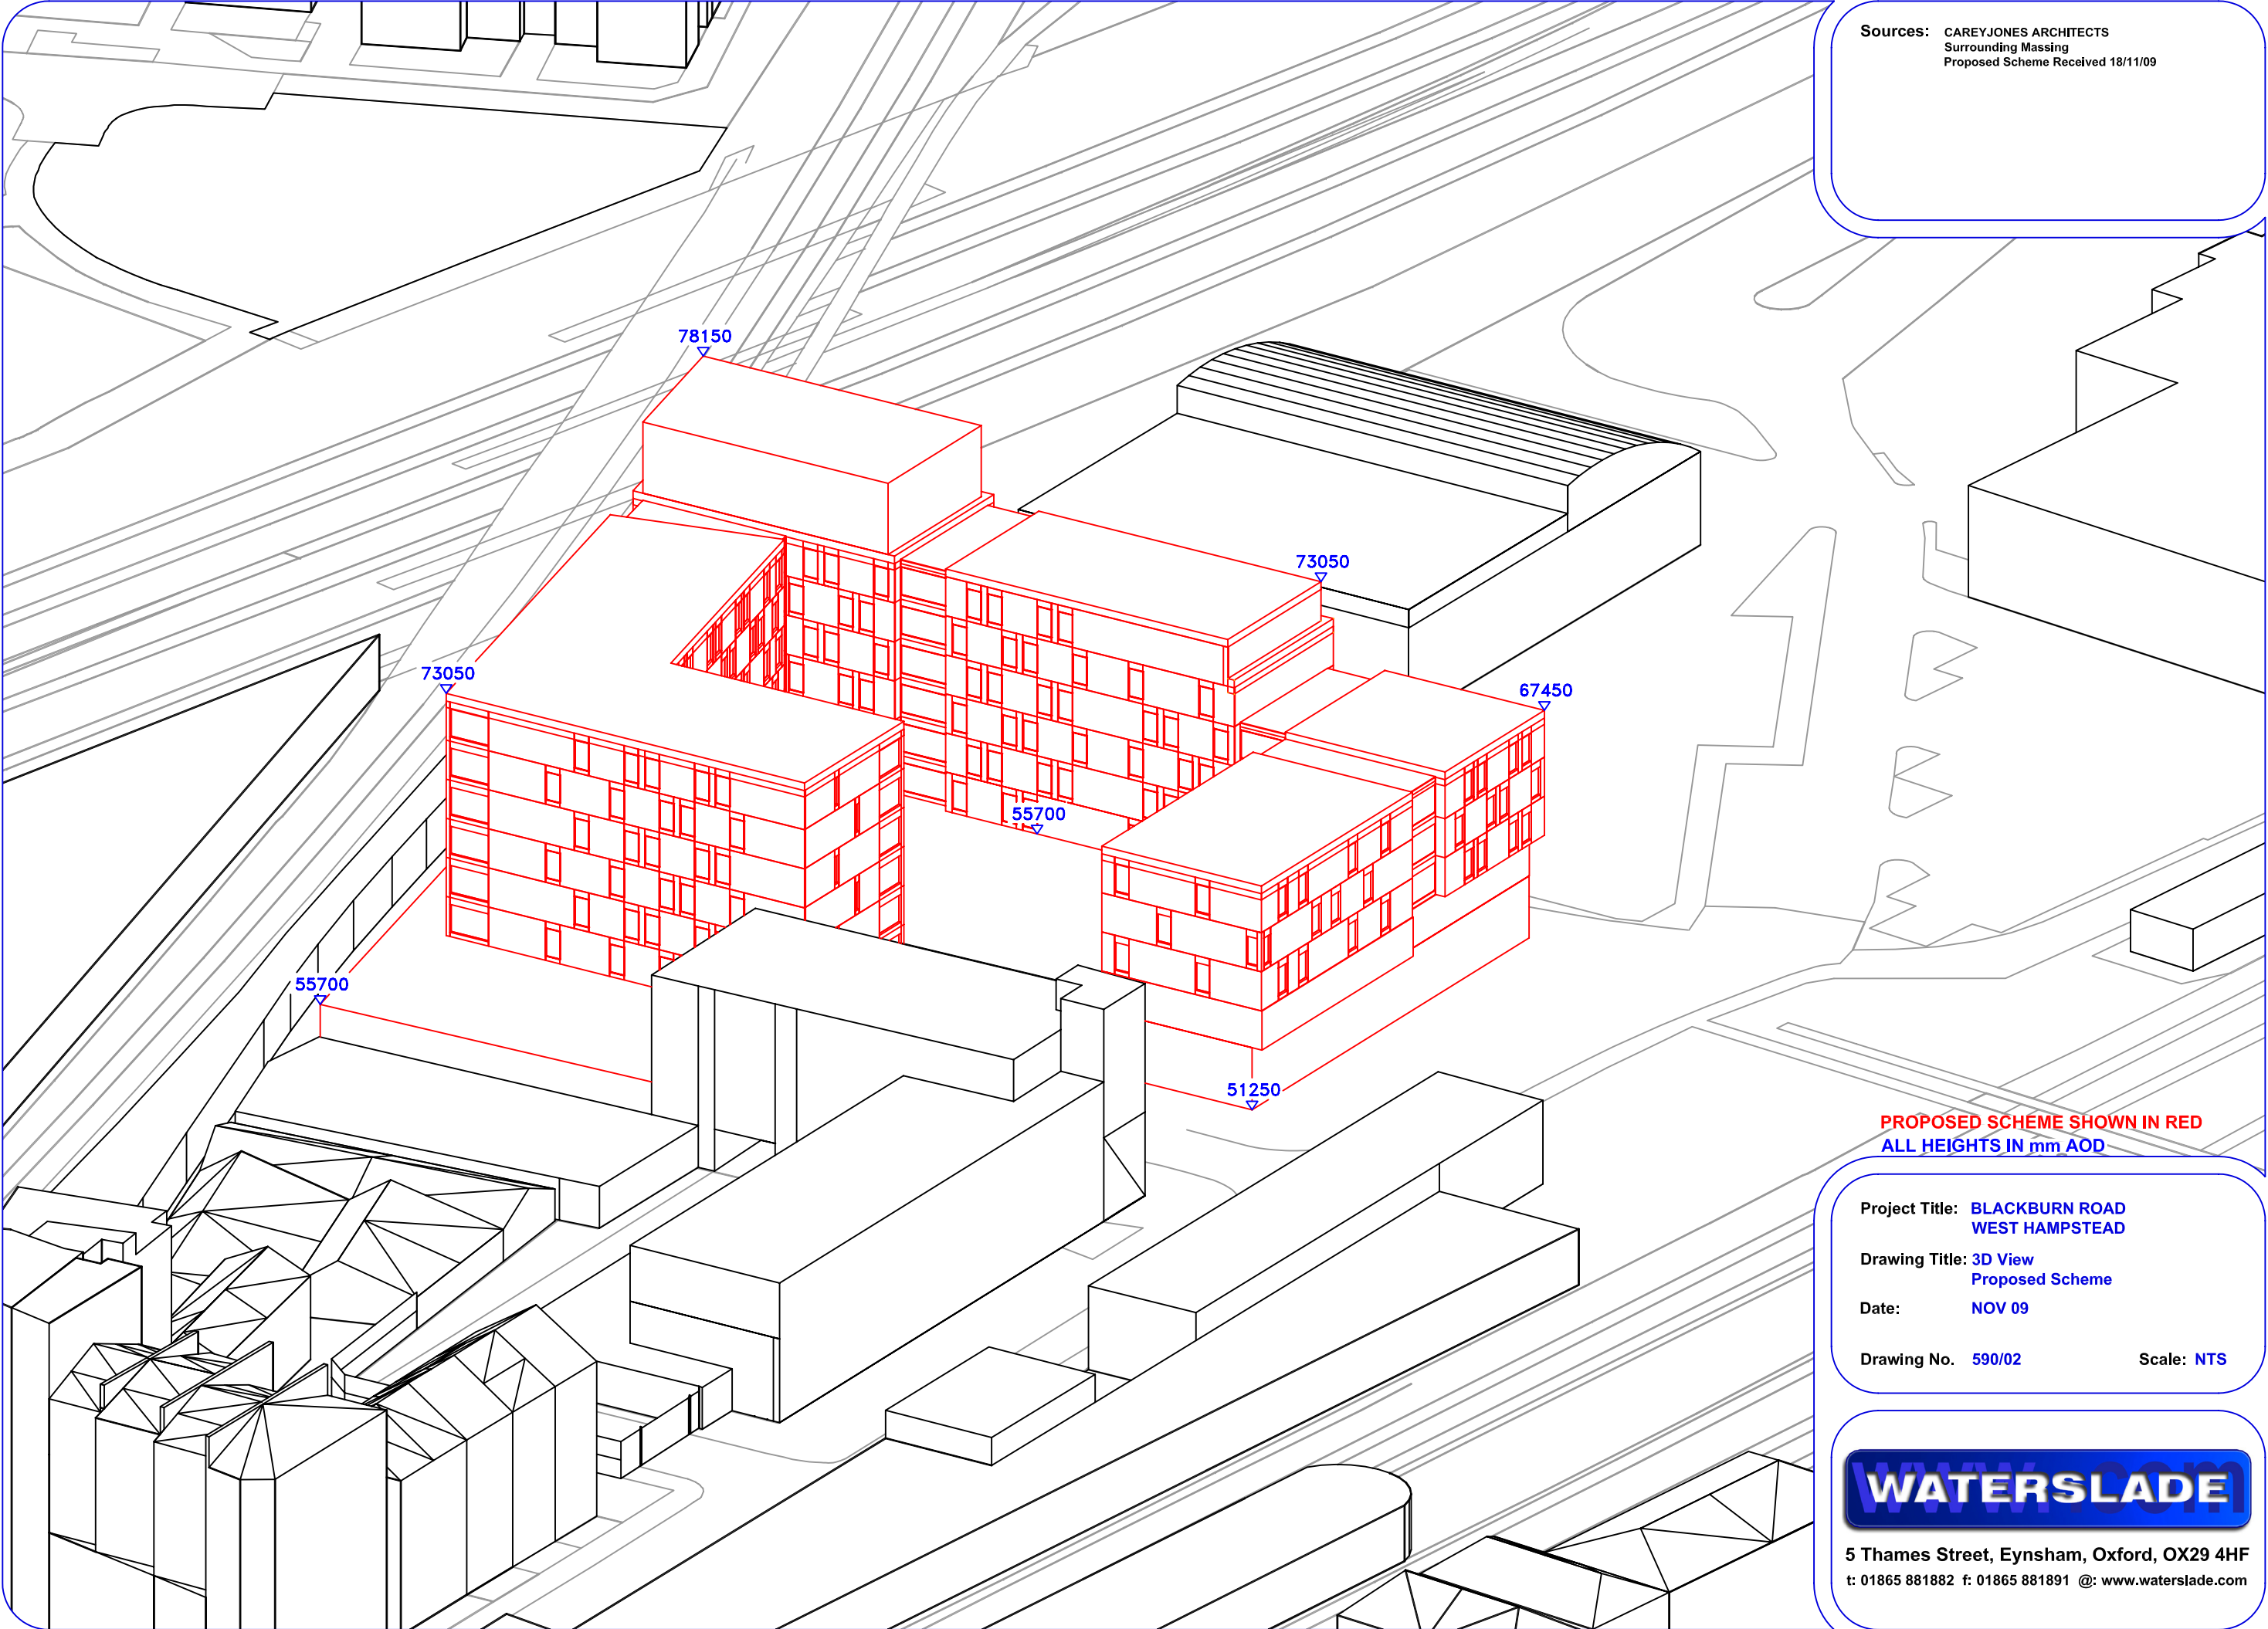 Sources: CAREYJONES ARCHITECTS
Surrounding Massing
Proposed Scheme Received 18/11/09
78150
73050
73050
67450
55700
55700
51250
PROPOSED SCHEME SHOWN IN RED
ALL HEIGHTS IN mm AOD
Project Title: BLACKBURN ROAD
WEST HAMPSTEAD
Drawing Title: 3D View
Proposed Scheme
Date: NOV 09
Drawing No. 590/02 Scale: NTS
www. com
WATERSLADE
5 Thames Street, Eynsham, Oxford, OX29 4HF
t: 01865 881882 f: 01865 881891 @: www.waterslade.com